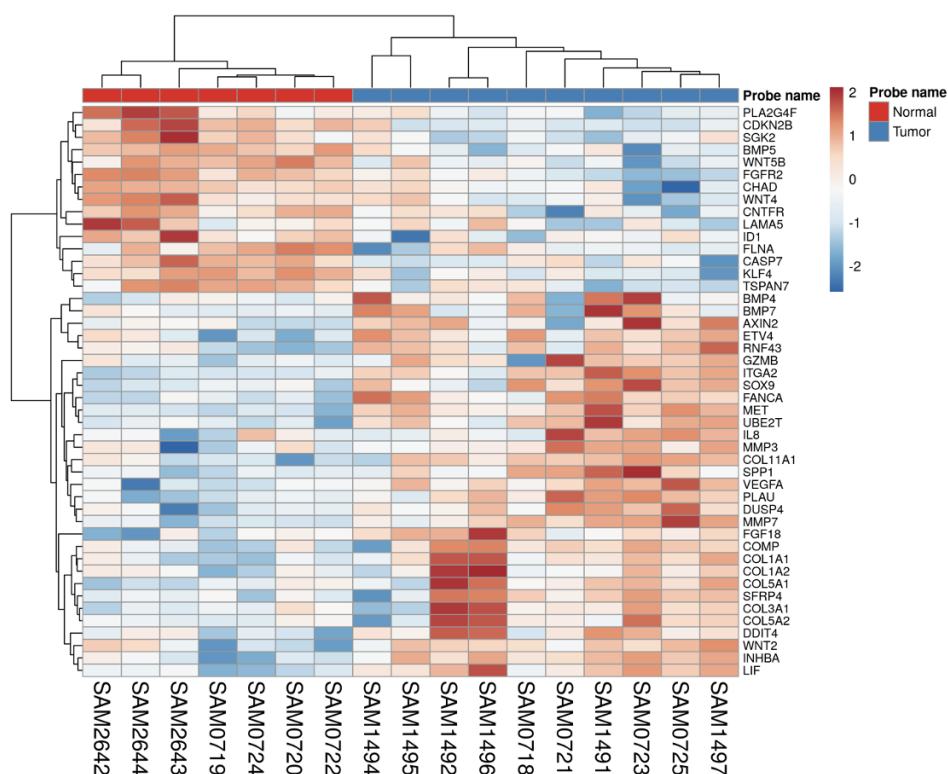 Probe name
PLA2G4F
CDKN2B
SGK2
BMP5
WNT5B
FGFR2
CHAD
WNT4
CNTFR
LAMA5
ID1
FLNA
CASP7
KLF4
TSPAN7
BMP4
BMP7
AXIN2
ETV4
RNF43
GZMB
ITGA2
SOX9
FANCA
MET
UBE2T
IL8
MMP3
COL11A1
SPP1
VEGFA
PLAU
DUSP4
MMP7
FGF18
COMP
COL1A1
COL1A2
COL5A1
SFRP4
COL3A1
COL5A2
DDIT4
WNT2
INHBA
LIF
2
1
0
-1
-2
Probe name
Normal
Tumor
SAM2642
SAM2644
SAM2643
SAM0719
SAM0724
SAM0720
SAM0722
SAM1494
SAM1495
SAM1492
SAM1496
SAM0718
SAM0721
SAM1491
SAM0723
SAM0725
SAM1497